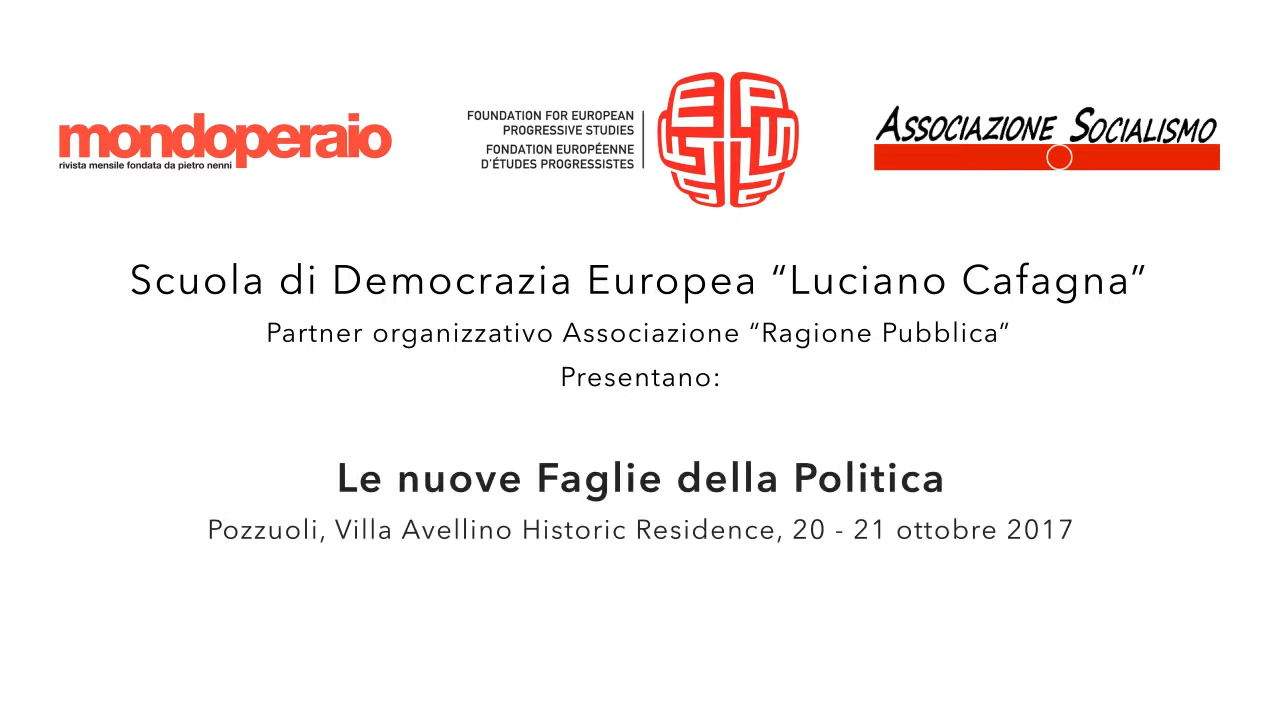 mondoperaio
rivista mensile fondata da pietro nenni
FOUNDATION FOR EUROPEAN
PROGRESSIVE STUDIES
FONDATION EUROPÉENNE
D'ÉTUDES PROGRESSISTES
FEPS
ASSOCIAZIONE SOCIALISMO
Scuola di Democrazia Europea “Luciano Cafagna”
Partner organizzativo Associazione “Ragione Pubblica”
Presentano:
Le nuove Faglie della Politica
Pozzuoli, Villa Avellino Historic Residence, 20 - 21 ottobre 2017